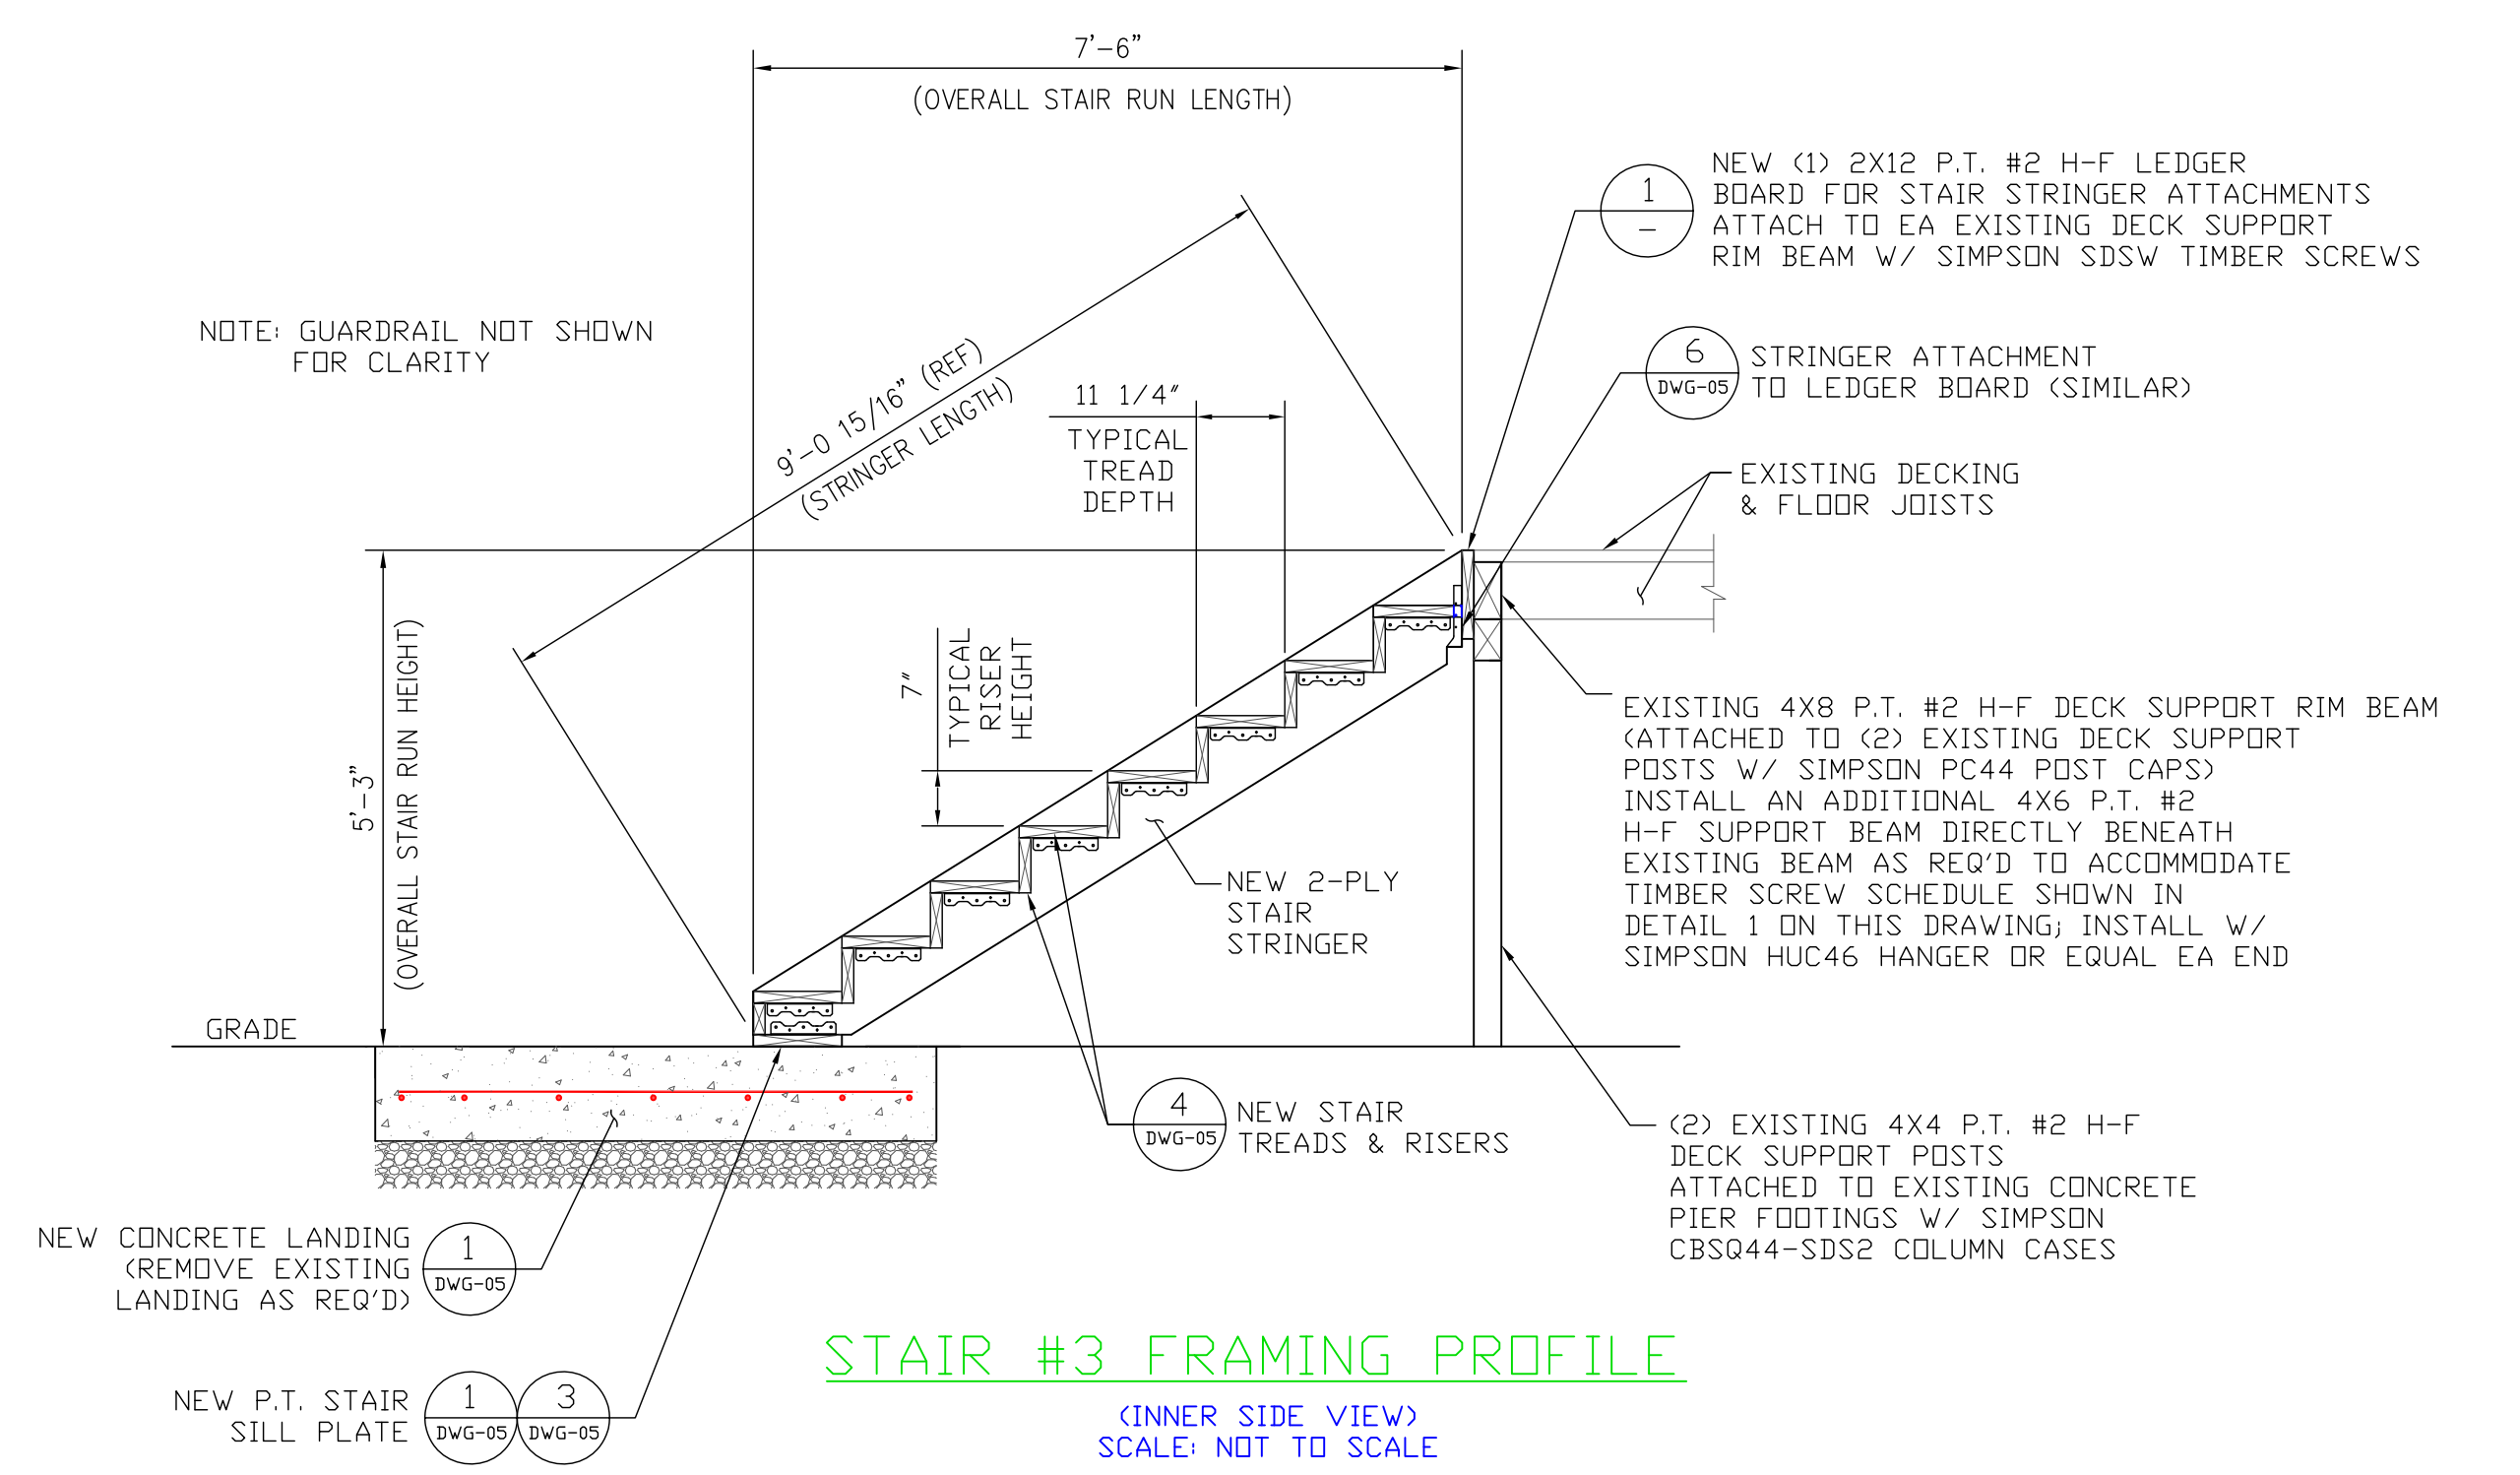 7'-6"
(OVERALL STAIR RUN LENGTH)
1
-
NEW (1) 2X12 P.T. #2 H-F LEDGER
BOARD FOR STAIR STRINGER ATTACHMENTS
ATTACH TO EA EXISTING DECK SUPPORT
RIM BEAM W/ SIMPSON SDSW TIMBER SCREWS
NOTE: GUARDRAIL NOT SHOWN
FOR CLARITY
9'-0 15/16" (REF)
(STRINGER LENGTH)
11 1/4"
TYPICAL
TREAD
DEPTH
6
DWG-05
STRINGER ATTACHMENT
TO LEDGER BOARD (SIMILAR)
EXISTING DECKING
& FLOOR JOISTS
5'-3"
(OVERALL STAIR RUN HEIGHT)
7"
TYPICAL
RISER
HEIGHT
EXISTING 4X8 P.T. #2 H-F DECK SUPPORT RIM BEAM
(ATTACHED TO (2) EXISTING DECK SUPPORT
POSTS W/ SIMPSON PC44 POST CAPS)
INSTALL AN ADDITIONAL 4X6 P.T. #2
H-F SUPPORT BEAM DIRECTLY BENEATH
EXISTING BEAM AS REQ'D TO ACCOMMODATE
TIMBER SCREW SCHEDULE SHOWN IN
DETAIL 1 ON THIS DRAWING; INSTALL W/
SIMPSON HUC46 HANGER OR EQUAL EA END
NEW 2-PLY
STAIR
STRINGER
GRADE
4
DWG-05
NEW STAIR
TREADS & RISERS
(2) EXISTING 4X4 P.T. #2 H-F
DECK SUPPORT POSTS
ATTACHED TO EXISTING CONCRETE
PIER FOOTINGS W/ SIMPSON
CBSQ44-SDS2 COLUMN CASES
NEW CONCRETE LANDING
(REMOVE EXISTING
LANDING AS REQ'D)
1
DWG-05
NEW P.T. STAIR
SILL PLATE
1
DWG-05
3
DWG-05
STAIR #3 FRAMING PROFILE
(INNER SIDE VIEW)
SCALE: NOT TO SCALE